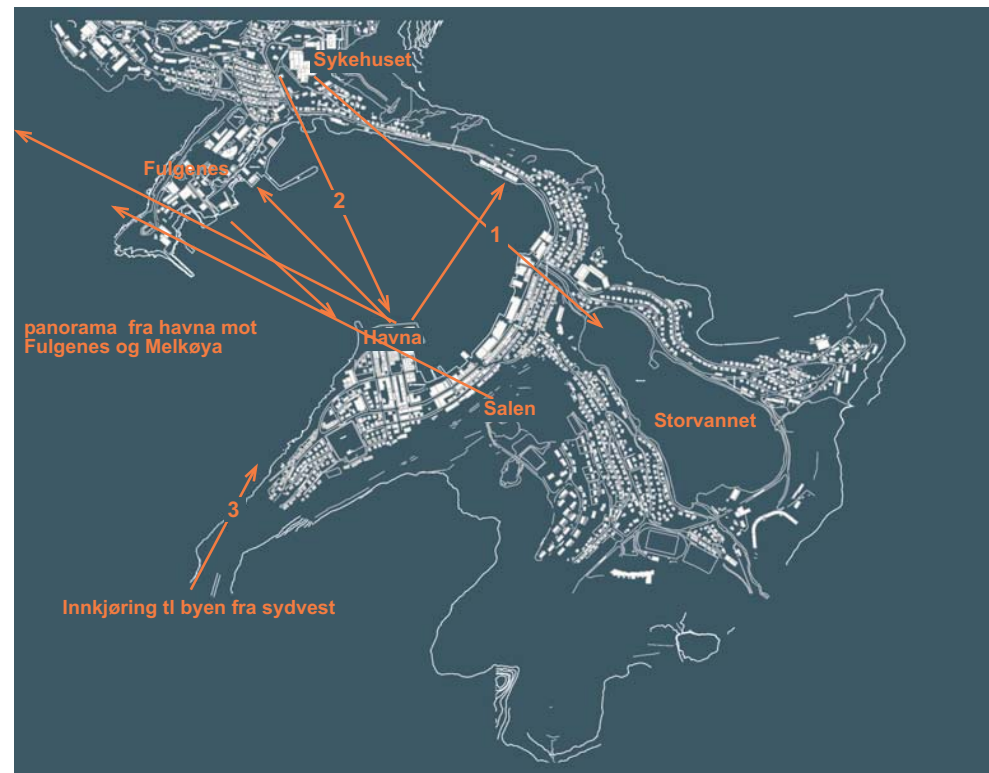 Sykehuset
Fulgenes
2
1
panorama fra havna mot
Fulgenes og Melkøya
Havna
Salen
Storvannet
3
Innkjøring tl byen fra sydvest